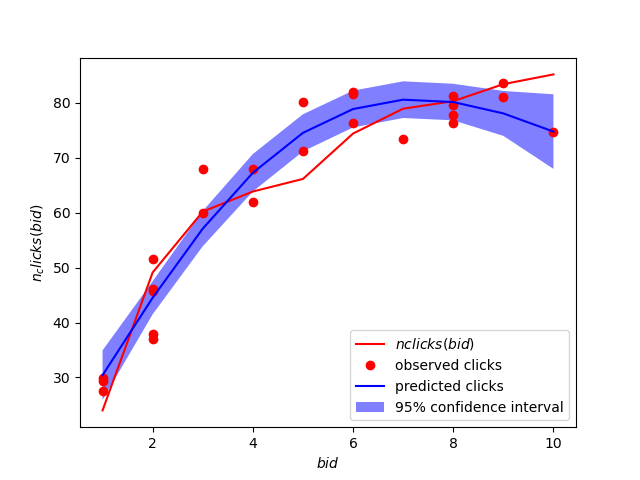 80
70
60
50
40
30
n_clicks(bid)
nclicks(bid)
observed clicks
predicted clicks
95% confidence interval
2
4
6
8
10
bid